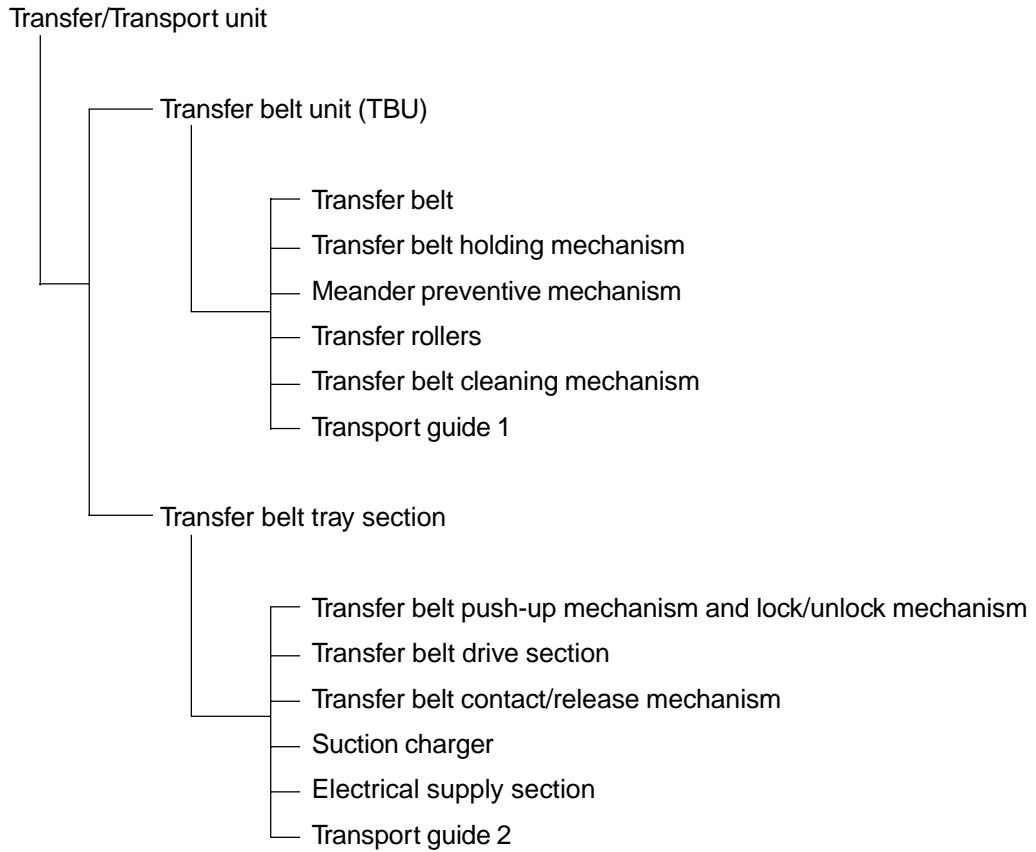 Transfer/Transport unit
Transfer belt unit (TBU)
Transfer belt
Transfer belt holding mechanism
Meander preventive mechanism
Transfer rollers
Transfer belt cleaning mechanism
Transport guide 1
Transfer belt tray section
Transfer belt push-up mechanism and lock/unlock mechanism
Transfer belt drive section
Transfer belt contact/release mechanism
Suction charger
Electrical supply section
Transport guide 2